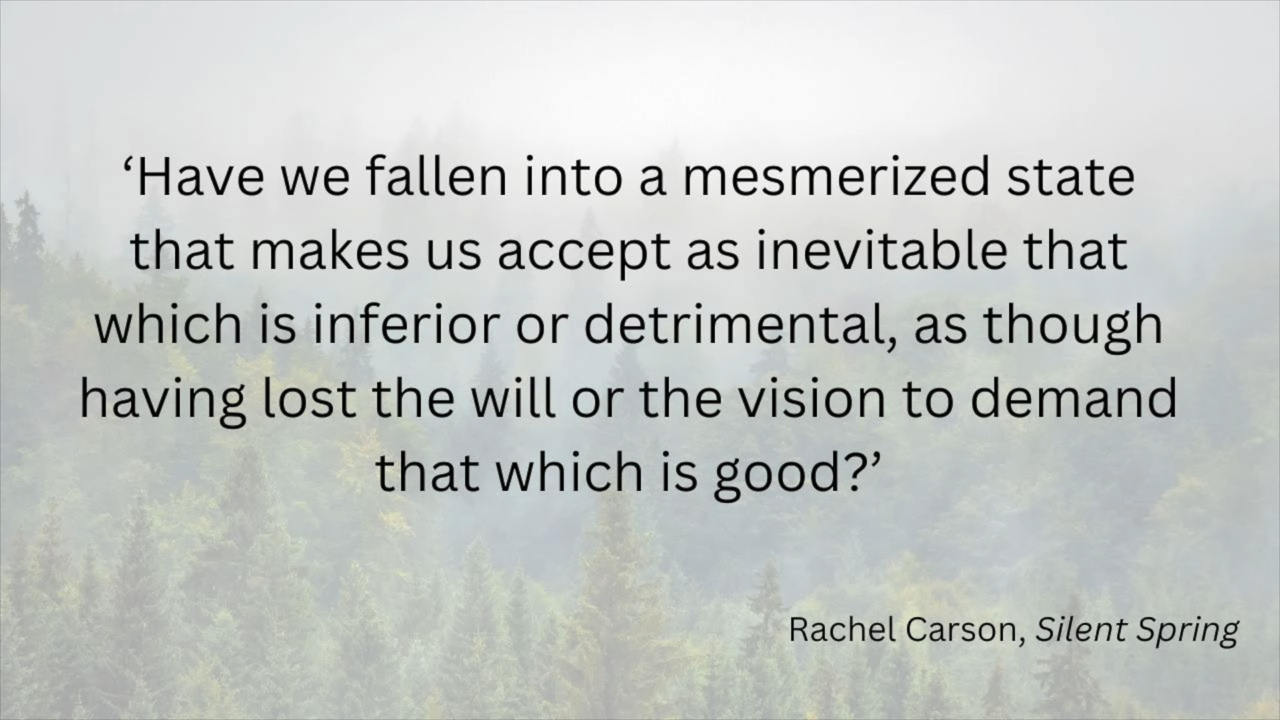 ‘Have we fallen into a mesmerized state
that makes us accept as inevitable that
which is inferior or detrimental, as though
having lost the will or the vision to demand
that which is good?’
Rachel Carson, Silent Spring